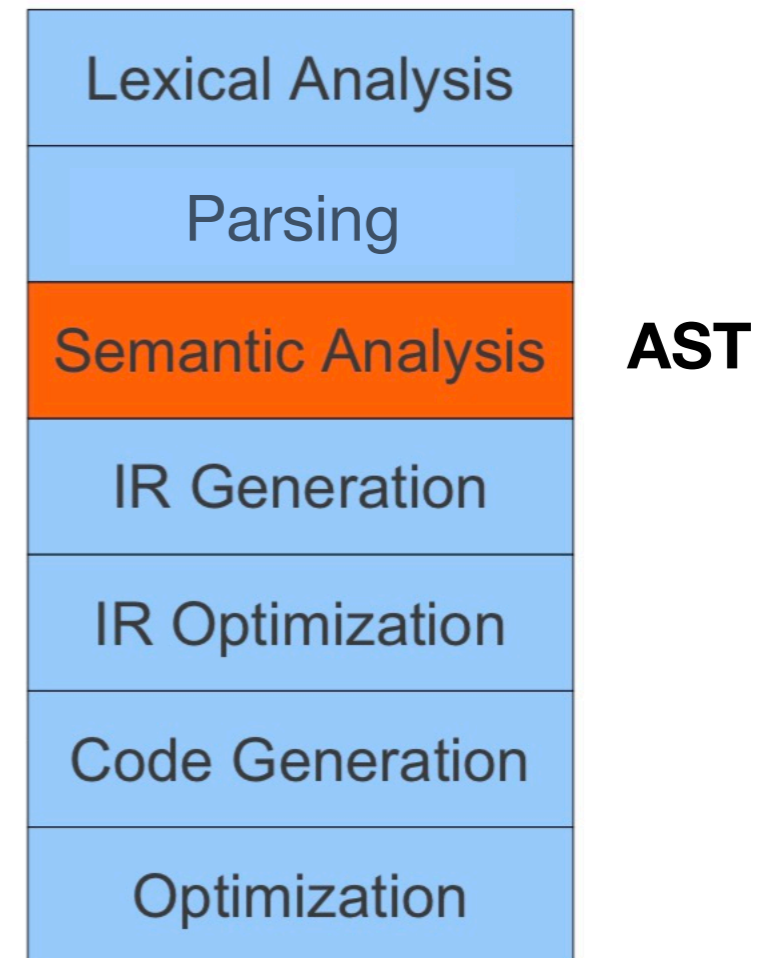 Lexical Analysis
Parsing
Semantic Analysis
AST
IR Generation
IR Optimization
Code Generation
Optimization